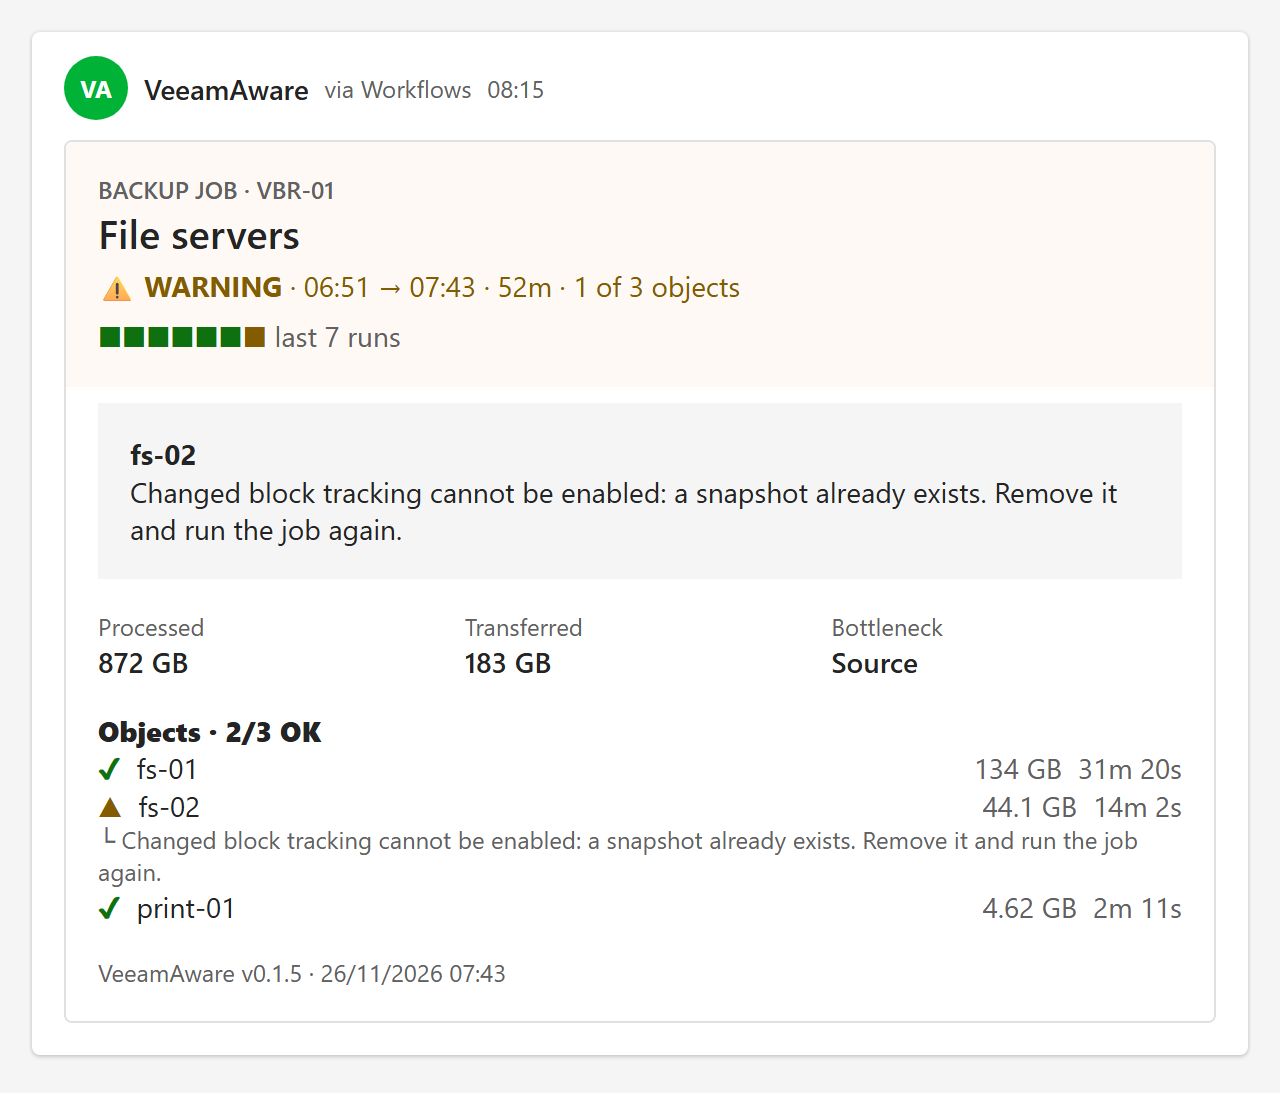 VA
VeeamAware via Workflows 08:15
BACKUP JOB · VBR-01
File servers
⚠️ WARNING · 06:51 → 07:43 · 52m · 1 of 3 objects
■■■■■■■ last 7 runs
fs-02
Changed block tracking cannot be enabled: a snapshot already exists. Remove it
and run the job again.
Processed Transferred Bottleneck
872 GB 183 GB Source
Objects · 2/3 OK
✔ fs-01 134 GB 31m 20s
▲ fs-02 44.1 GB 14m 2s
└ Changed block tracking cannot be enabled: a snapshot already exists. Remove it and run the job
again.
✔ print-01 4.62 GB 2m 11s
VeeamAware v0.1.5 · 26/11/2026 07:43